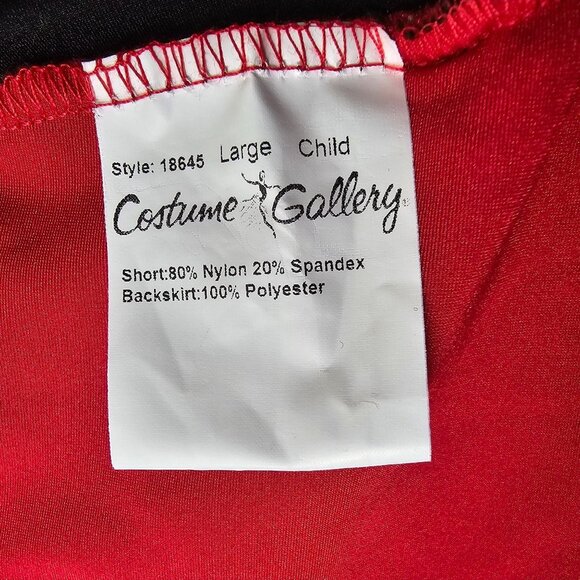 Style: 18645 Large Child
Costume Gallery®
Short:80% Nylon 20% Spandex
Backskirt:100% Polyester